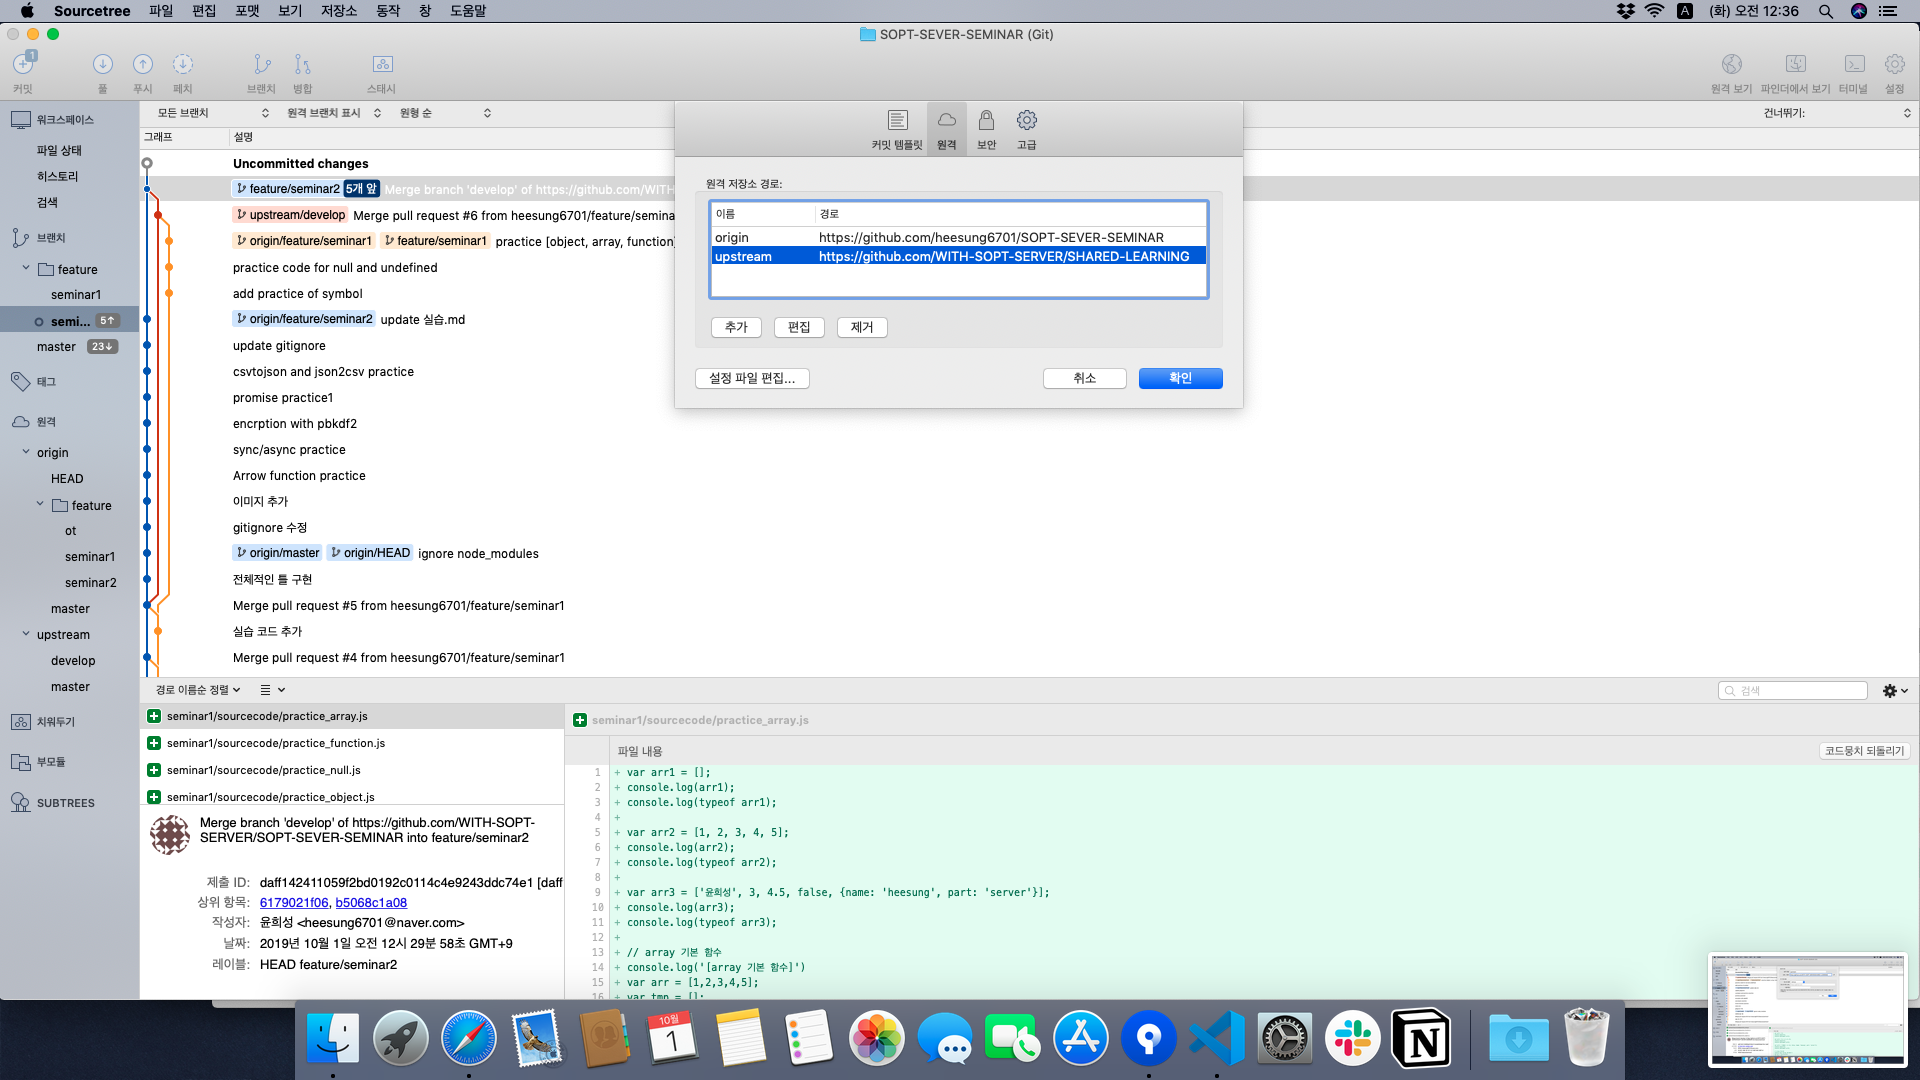 Sourcetree 파일 편집 포맷 보기 저장소 동작 창 도움말
A (화) 오전 12:36
SOPT-SEVER-SEMINAR (Git)
1
커밋 풀 푸시 페치 브랜치 병합 스태시
원격 보기 파인더에서 보기 터미널 설정
워크스페이스
파일 상태
히스토리
검색
브랜치
feature
seminar1
semi... 5↑
master 23↓
태그
원격
origin
HEAD
feature
ot
seminar1
seminar2
master
upstream
develop
master
치워두기
부모듈
SUBTREES
모든 브랜치 원격 브랜치 표시 원형 순
건너뛰기:
그래프 설명
Uncommitted changes
feature/seminar2 5개 앞 Merge branch 'develop' of https://github.com/WITH
upstream/develop Merge pull request #6 from heesung6701/feature/semina
origin/feature/seminar1 feature/seminar1 practice [object, array, function]
practice code for null and undefined
add practice of symbol
origin/feature/seminar2 update 실습.md
update gitignore
csvtojson and json2csv practice
promise practice1
encrption with pbkdf2
sync/async practice
Arrow function practice
이미지 추가
gitignore 수정
origin/master origin/HEAD ignore node_modules
전체적인 틀 구현
Merge pull request #5 from heesung6701/feature/seminar1
실습 코드 추가
Merge pull request #4 from heesung6701/feature/seminar1
커밋 템플릿 원격 보안 고급
원격 저장소 경로:
이름 경로
origin https://github.com/heesung6701/SOPT-SEVER-SEMINAR
upstream https://github.com/WITH-SOPT-SERVER/SHARED-LEARNING
추가 편집 제거
설정 파일 편집... 취소 확인
경로 이름순 정렬
검색
seminar1/sourcecode/practice_array.js
seminar1/sourcecode/practice_function.js
seminar1/sourcecode/practice_null.js
seminar1/sourcecode/practice_object.js
Merge branch 'develop' of https://github.com/WITH-SOPT-
SERVER/SOPT-SEVER-SEMINAR into feature/seminar2
제출 ID: daff142411059f2bd0192c0114c4e9243ddc74e1 [daff
상위 항목: 6179021f06, b5068c1a08
작성자: 윤희성 <heesung6701@naver.com>
날짜: 2019년 10월 1일 오전 12시 29분 58초 GMT+9
레이블: HEAD feature/seminar2
seminar1/sourcecode/practice_array.js
파일 내용
코드뭉치 되돌리기
1 + var arr1 = [];
2 + console.log(arr1);
3 + console.log(typeof arr1);
4 +
5 + var arr2 = [1, 2, 3, 4, 5];
6 + console.log(arr2);
7 + console.log(typeof arr2);
8 +
9 + var arr3 = ['윤희성', 3, 4.5, false, {name: 'heesung', part: 'server'}];
10 + console.log(arr3);
11 + console.log(typeof arr3);
12 +
13 + // array 기본 함수
14 + console.log('[array 기본 함수]')
15 + var arr = [1,2,3,4,5];
16 + var tmp = [];
10월
1